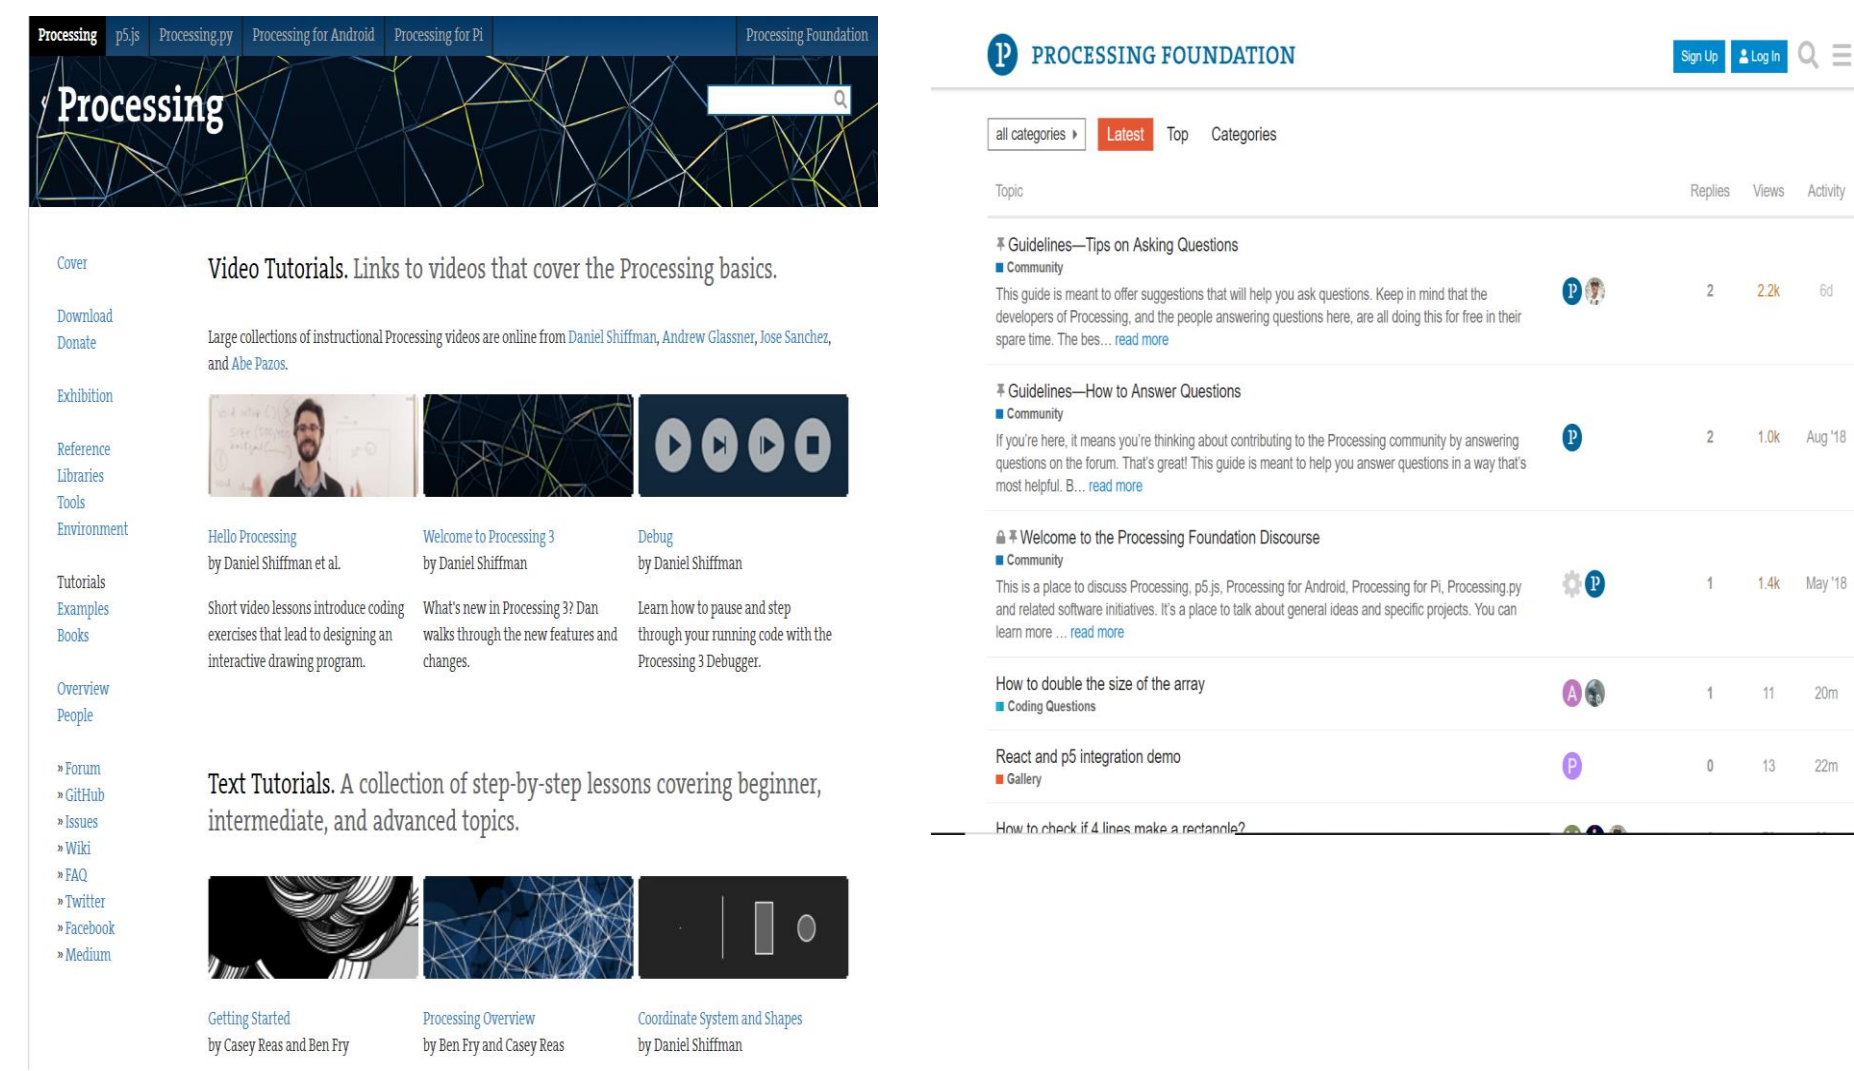 Processing
p5.js
Processing.py
Processing for Android
Processing for Pi
Processing Foundation
Processing
Cover
Download
Donate
Exhibition
Reference
Libraries
Tools
Environment
Tutorials
Examples
Books
Overview
People
» Forum
» GitHub
» Issues
» Wiki
» FAQ
» Twitter
» Facebook
» Medium
Video Tutorials. Links to videos that cover the Processing basics.
Large collections of instructional Processing videos are online from Daniel Shiffman, Andrew Glassner, Jose Sanchez,
and Abe Pazos.
Hello Processing
by Daniel Shiffman et al.
Short video lessons introduce coding
exercises that lead to designing an
interactive drawing program.
Welcome to Processing 3
by Daniel Shiffman
What's new in Processing 3? Dan
walks through the new features and
changes.
Debug
by Daniel Shiffman
Learn how to pause and step
through your running code with the
Processing 3 Debugger.
Text Tutorials. A collection of step-by-step lessons covering beginner,
intermediate, and advanced topics.
Getting Started
by Casey Reas and Ben Fry
Processing Overview
by Ben Fry and Casey Reas
Coordinate System and Shapes
by Daniel Shiffman
PROCESSING FOUNDATION
Sign Up
Log In
all categories
Latest
Top
Categories
Topic
Replies
Views
Activity
Guidelines—Tips on Asking Questions
Community
This guide is meant to offer suggestions that will help you ask questions. Keep in mind that the
developers of Processing, and the people answering questions here, are all doing this for free in their
spare time. The bes... read more
2
2.2k
6d
Guidelines—How to Answer Questions
Community
If you're here, it means you're thinking about contributing to the Processing community by answering
questions on the forum. That's great! This guide is meant to help you answer questions in a way that's
most helpful. B... read more
2
1.0k
Aug '18
Welcome to the Processing Foundation Discourse
Community
This is a place to discuss Processing, p5.js, Processing for Android, Processing for Pi, Processing.py
and related software initiatives. It's a place to talk about general ideas and specific projects. You can
learn more ... read more
1
1.4k
May '18
How to double the size of the array
Coding Questions
A
1
11
20m
React and p5 integration demo
Gallery
P
0
13
22m
How to check if 4 lines make a rectangle?